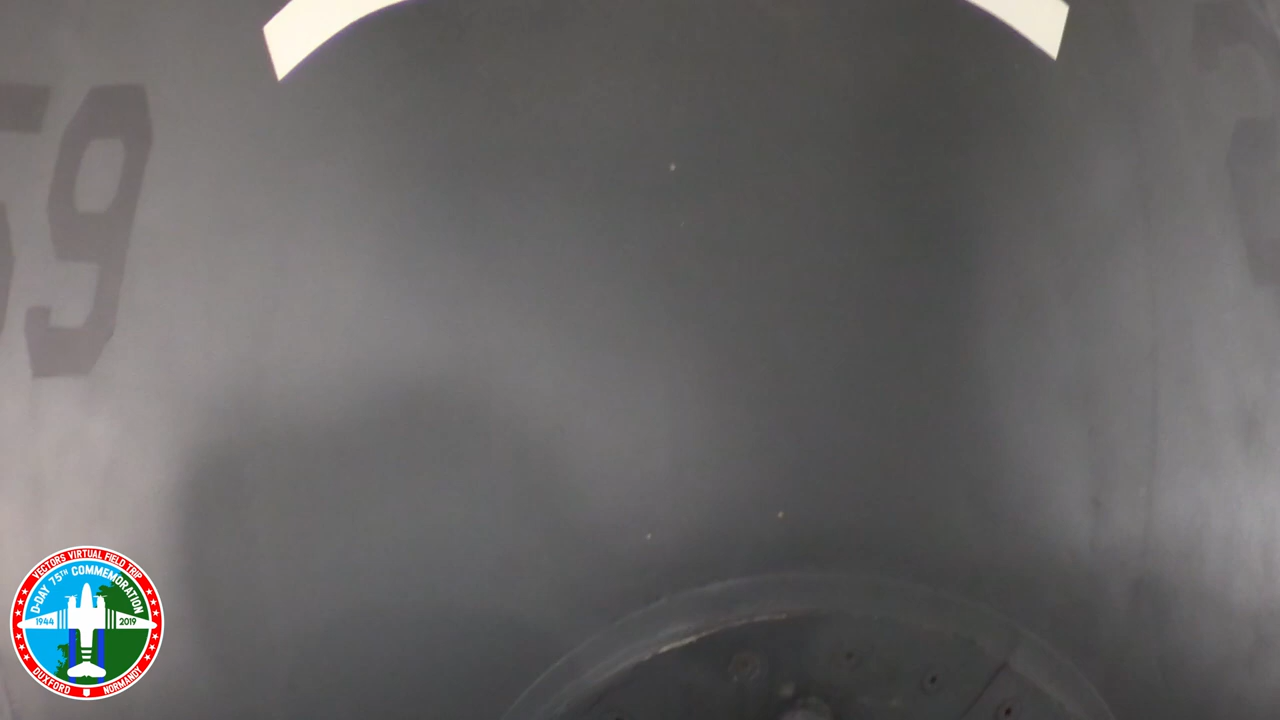 59
VECTORS VIRTUAL FIELD TRIP
D-DAY 75TH COMMEMORATION
1944
2019
DUXFORD
NORMANDY